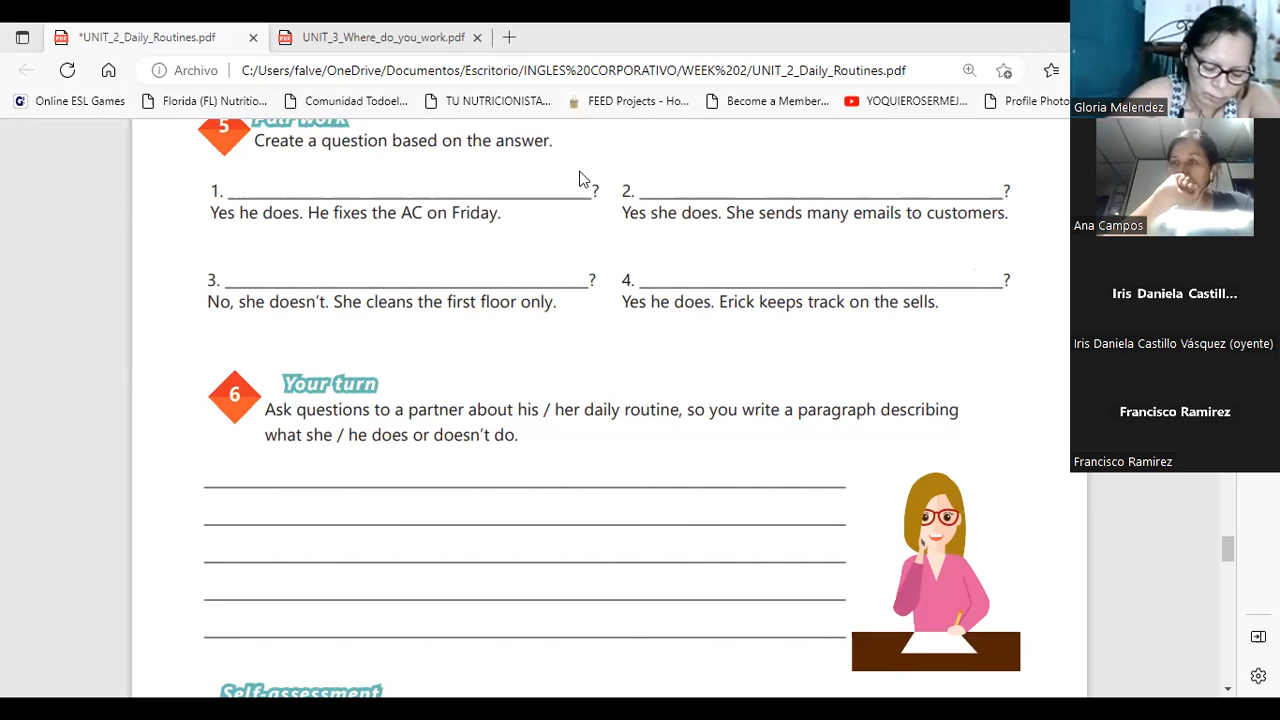 *UNIT_2_Daily_Routines.pdf
UNIT_3_Where_do_you_work.pdf
Archivo
C:/Users/falve/OneDrive/Documentos/Escritorio/INGLES%20CORPORATIVO/WEEK%202/UNIT_2_Daily_Routines.pdf
Online ESL Games
Florida (FL) Nutritio...
Comunidad Todoel...
TU NUTRICIONISTA...
FEED Projects - Ho...
Become a Member...
YOQUIEROSERMEJ...
Profile Photo
5 Pair work
Create a question based on the answer.
1. ?
Yes he does. He fixes the AC on Friday.
2. ?
Yes she does. She sends many emails to customers.
3. ?
No, she doesn't. She cleans the first floor only.
4. ?
Yes he does. Erick keeps track on the sells.
6 Your turn
Ask questions to a partner about his / her daily routine, so you write a paragraph describing
what she / he does or doesn't do.
Self-assessment
Gloria Melendez
Ana Campos
Iris Daniela Castill...
Iris Daniela Castillo Vásquez (oyente)
Francisco Ramirez
Francisco Ramirez